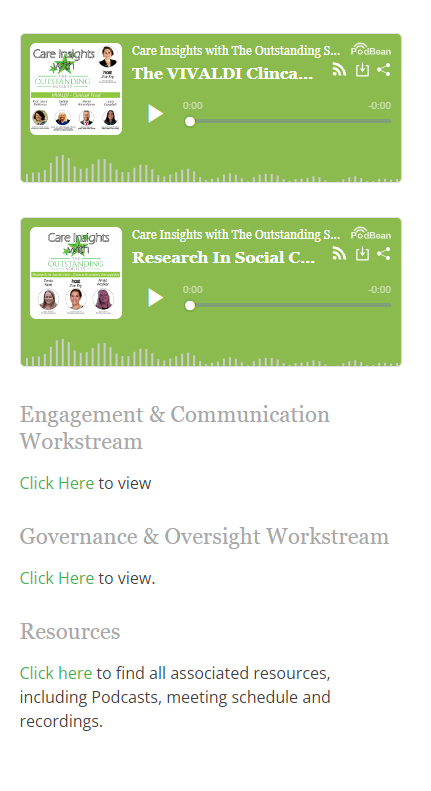 Care Insights with The Outstanding S...
PodBean
The VIVALDI Clinca...
0:00
-0:00
Care Insights
with
THE
OUTSTANDING
SOCIETY
VIVALDI - Clinical Trial
Care Insights with The Outstanding S...
PodBean
Research In Social C...
0:00
-0:00
Care Insights
with
THE
OUTSTANDING
SOCIETY
Engagement & Communication
Workstream
Click Here to view
Governance & Oversight Workstream
Click Here to view.
Resources
Click here to find all associated resources,
including Podcasts, meeting schedule and
recordings.